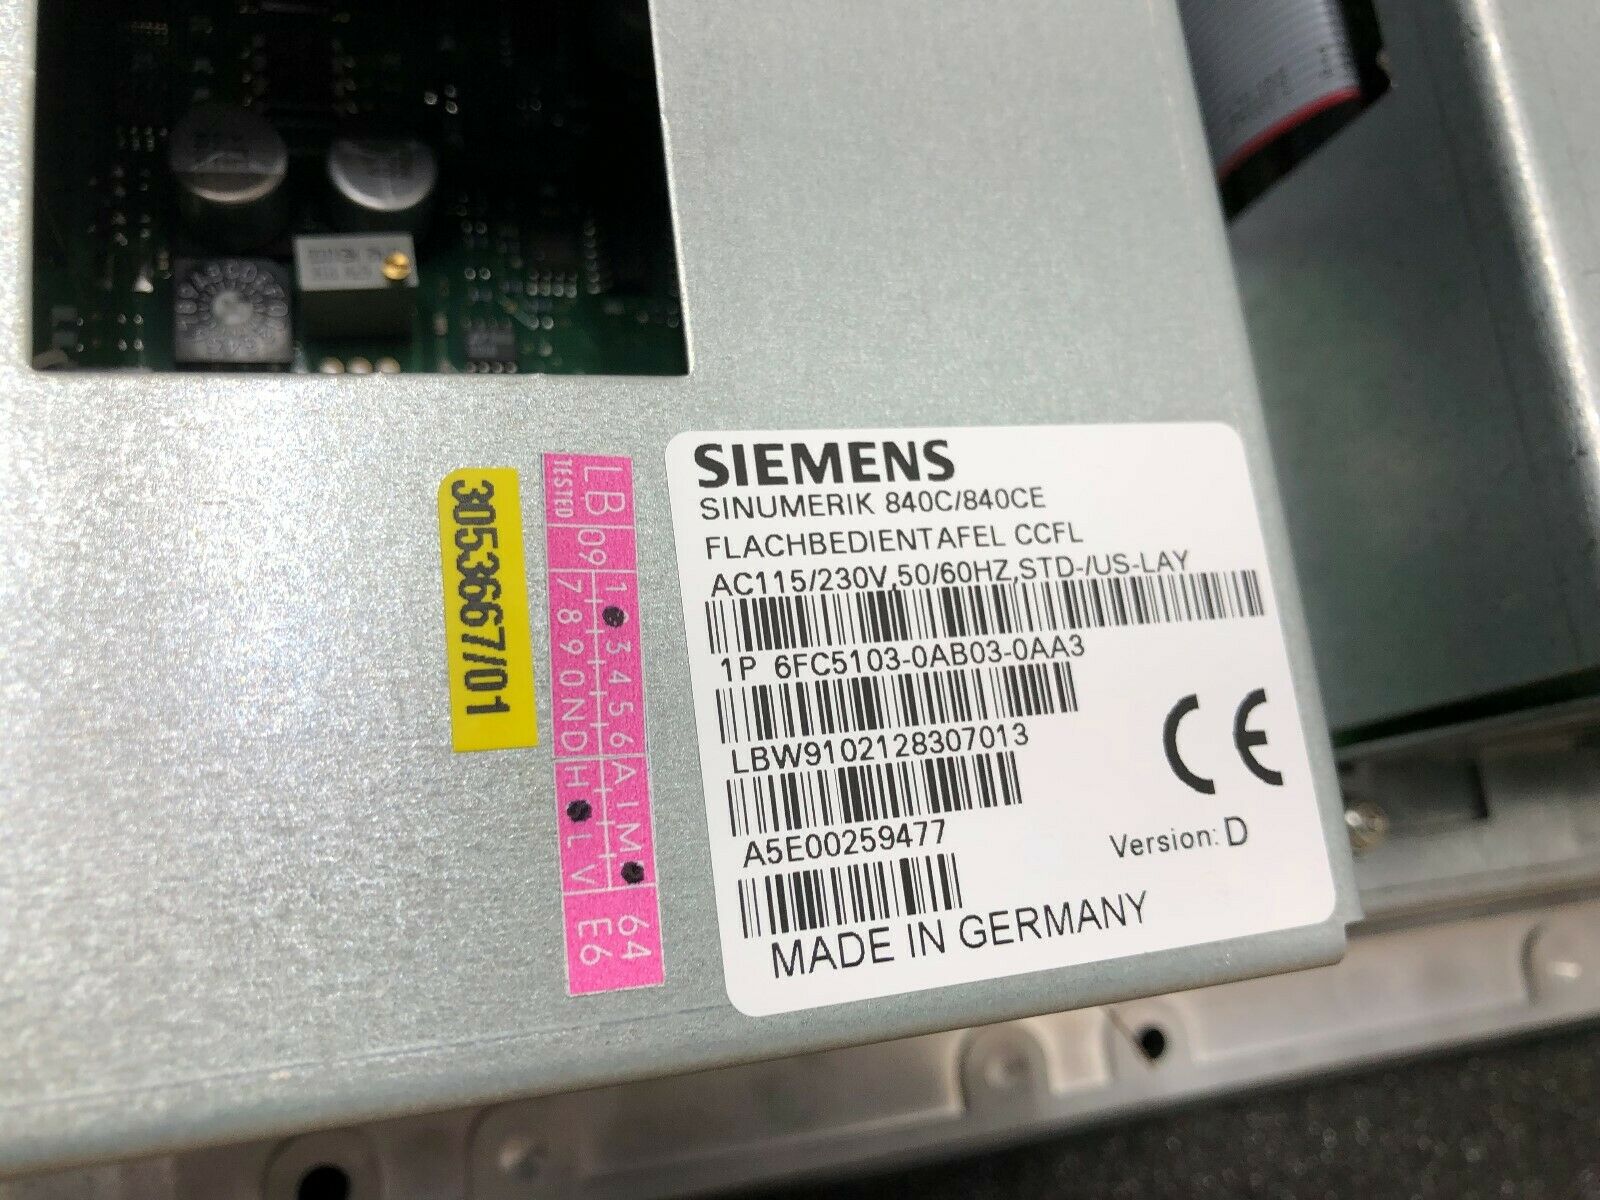 SIEMENS
SINUMERIK 840C/840CE
FLACHBEDIENTAFEL CCFL
AC115/230V,50/60HZ,STD-/US-LAY
1P 6FC5103-0AB03-0AA3
LBW9102128307013
A5E00259477
Version: D
MADE IN GERMANY
305367/01
LB 09 1 3 4 5 6 A I M 64
TESTED 7 8 9 0 N D H L V E6